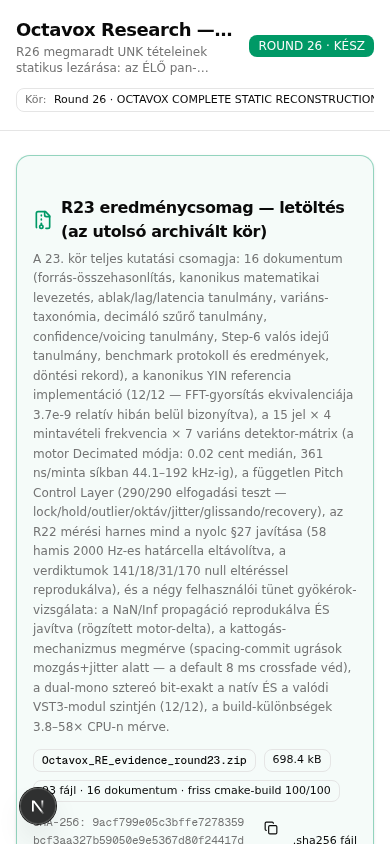 Octavox Research —...
R26 megmaradt UNK tételeinek
statikus lezárása: az ÉLŐ pan-...
ROUND 26 · KÉSZ
Kör: Round 26 · OCTAVOX COMPLETE STATIC RECONSTRUCTION
R23 eredménycsomag — letöltés
(az utolsó archivált kör)
A 23. kör teljes kutatási csomagja: 16 dokumentum
(forrás-összehasonlítás, kanonikus matematikai
levezetés, ablak/lag/latencia tanulmány, variáns-
taxonómia, decimáló szűrő tanulmány,
confidence/voicing tanulmány, Step-6 valós idejű
tanulmány, benchmark protokoll és eredmények,
döntési rekord), a kanonikus YIN referencia
implementáció (12/12 — FFT-gyorsítás ekvivalenciája
3.7e-9 relatív hibán belül bizonyítva), a 15 jel × 4
mintavételi frekvencia × 7 variáns detektor-mátrix (a
motor Decimated módja: 0.02 cent medián, 361
ns/minta síkban 44.1–192 kHz-ig), a független Pitch
Control Layer (290/290 elfogadási teszt —
lock/hold/outlier/oktáv/jitter/glissando/recovery), az
R22 mérési harnes mind a nyolc §27 javítása (58
hamis 2000 Hz-es határcella eltávolítva, a
verdiktumok 141/18/31/170 null eltéréssel
reprodukálva), és a négy felhasználói tünet gyökérok-
vizsgálata: a NaN/Inf propagáció reprodukálva ÉS
javítva (rögzített motor-delta), a kattogás-
mechanizmus megmérve (spacing-commit ugrások
mozgás+jitter alatt — a default 8 ms crossfade véd),
a dual-mono sztereó bit-exakt a natív ÉS a valódi
VST3-modul szintjén (12/12), a build-különbségek
3.8–58× CPU-n mérve.
Octavox_RE_evidence_round23.zip
698.4 kB
fájl · 16 dokumentum · friss cmake-build 100/100
9acf799e05c3bffe7278359
bcf3aa327b59050e9e5367d80f24417d
.sha256 fájl
N